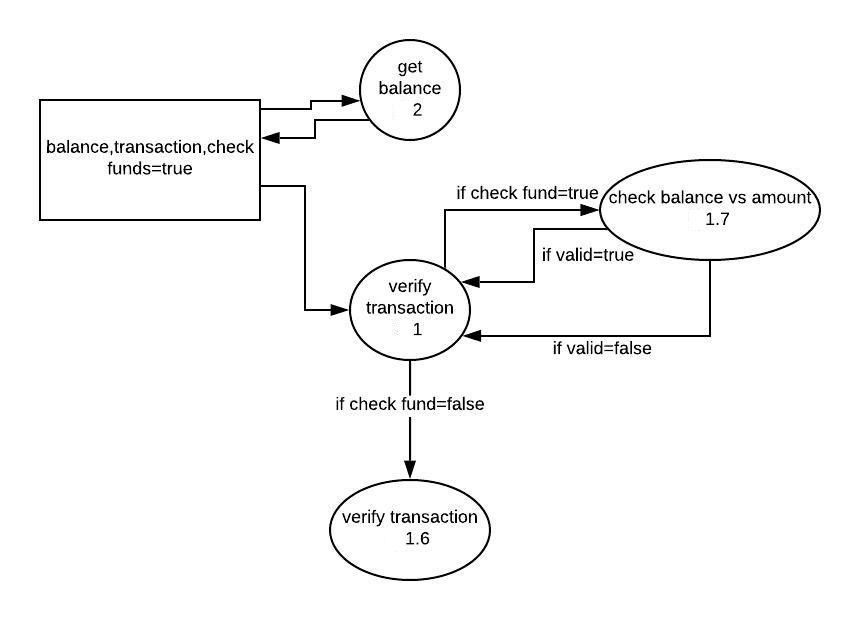 get
balance
2
balance,transaction,check
funds=true
if check fund=true
check balance vs amount
1.7
if valid=true
verify
transaction
1
if valid=false
if check fund=false
verify transaction
1.6